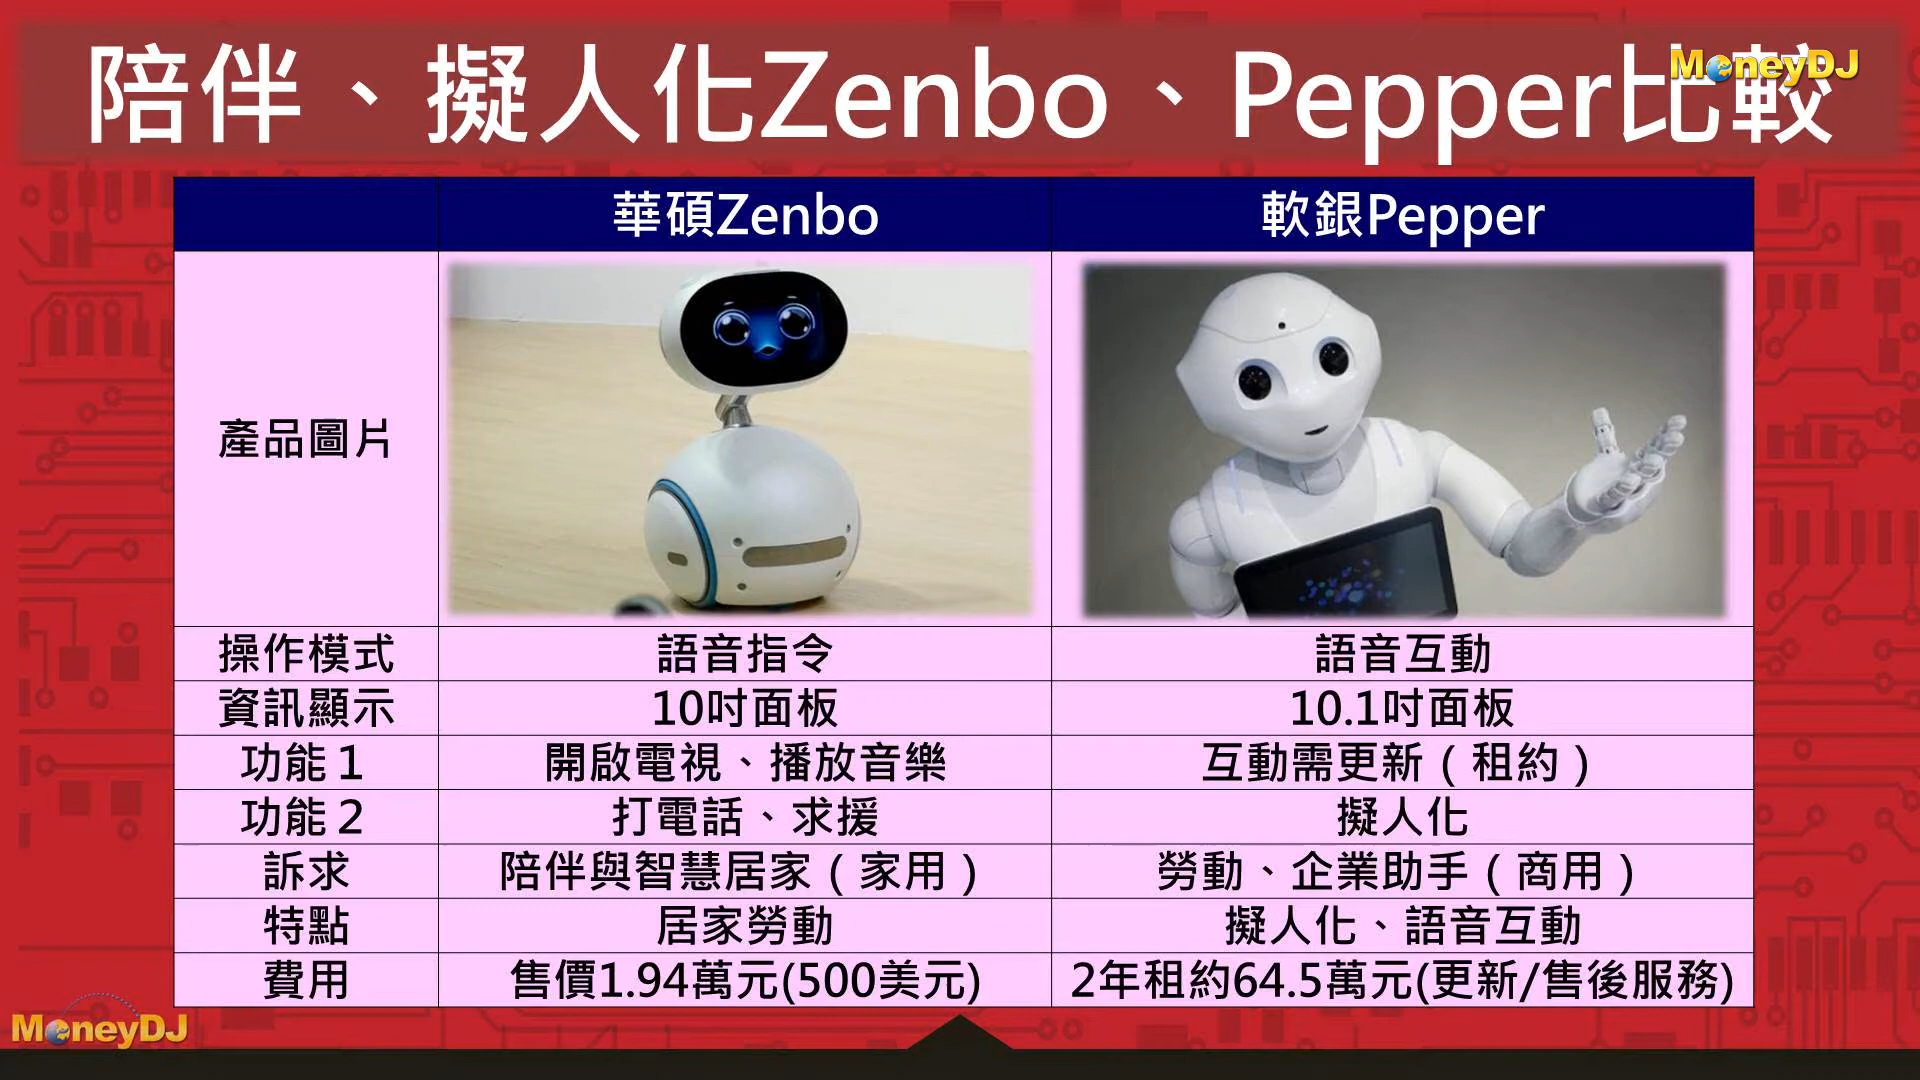 陪伴、擬人化Zenbo、Pepper比較
MoneyDJ
華碩Zenbo 軟銀Pepper
產品圖片
操作模式 語音指令 語音互動
資訊顯示 10吋面板 10.1吋面板
功能1 開啟電視、播放音樂 互動需更新(租約)
功能2 打電話、求援 擬人化
訴求 陪伴與智慧居家(家用) 勞動、企業助手(商用)
特點 居家勞動 擬人化、語音互動
費用 售價1.94萬元(500美元) 2年租約64.5萬元(更新/售後服務)
MoneyDJ